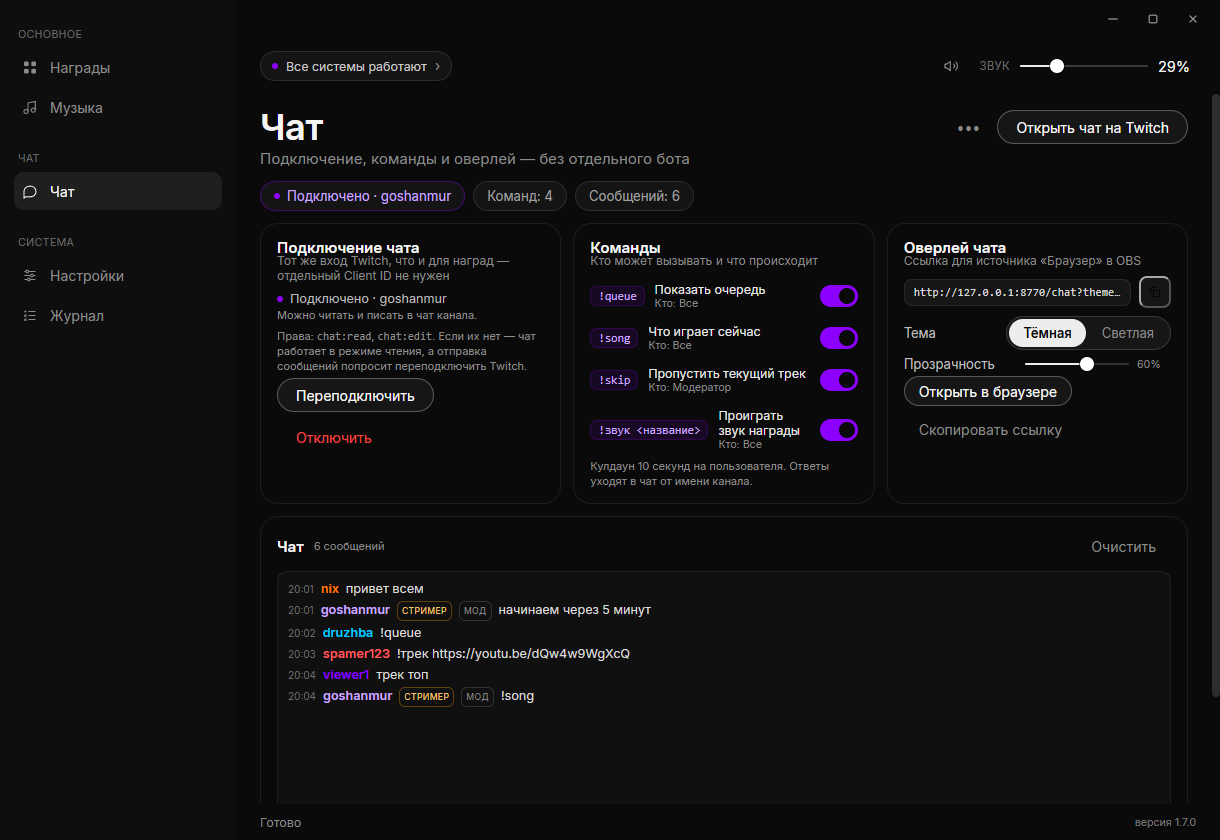 ОСНОВНОЕ
Награды
Музыка
ЧАТ
Чат
СИСТЕМА
Настройки
Журнал
Все системы работают ›
ЗВУК 29%
Чат
Подключение, команды и оверлей — без отдельного бота
Открыть чат на Twitch
Подключено · goshanmur
Команд: 4
Сообщений: 6
Подключение чата
Тот же вход Twitch, что и для наград —
отдельный Client ID не нужен
Подключено · goshanmur
Можно читать и писать в чат канала.
Права: chat:read, chat:edit. Если их нет — чат
работает в режиме чтения, а отправка
сообщений попросит переподключить Twitch.
Переподключить
Отключить
Команды
Кто может вызывать и что происходит
!queue Показать очередь
Кто: Все
!song Что играет сейчас
Кто: Все
!skip Пропустить текущий трек
Кто: Модератор
!звук <название> Проиграть
звук награды
Кто: Все
Кулдаун 10 секунд на пользователя. Ответы
уходят в чат от имени канала.
Оверлей чата
Ссылка для источника «Браузер» в OBS
http://127.0.0.1:8770/chat?theme…
Тема Тёмная Светлая
Прозрачность 60%
Открыть в браузере
Скопировать ссылку
Чат 6 сообщений Очистить
20:01 nix привет всем
20:01 goshanmur СТРИМЕР МОД начинаем через 5 минут
20:02 druzhba !queue
20:03 spamer123 !трек https://youtu.be/dQw4w9WgXcQ
20:04 viewer1 трек топ
20:04 goshanmur СТРИМЕР МОД !song
Готово
версия 1.7.0